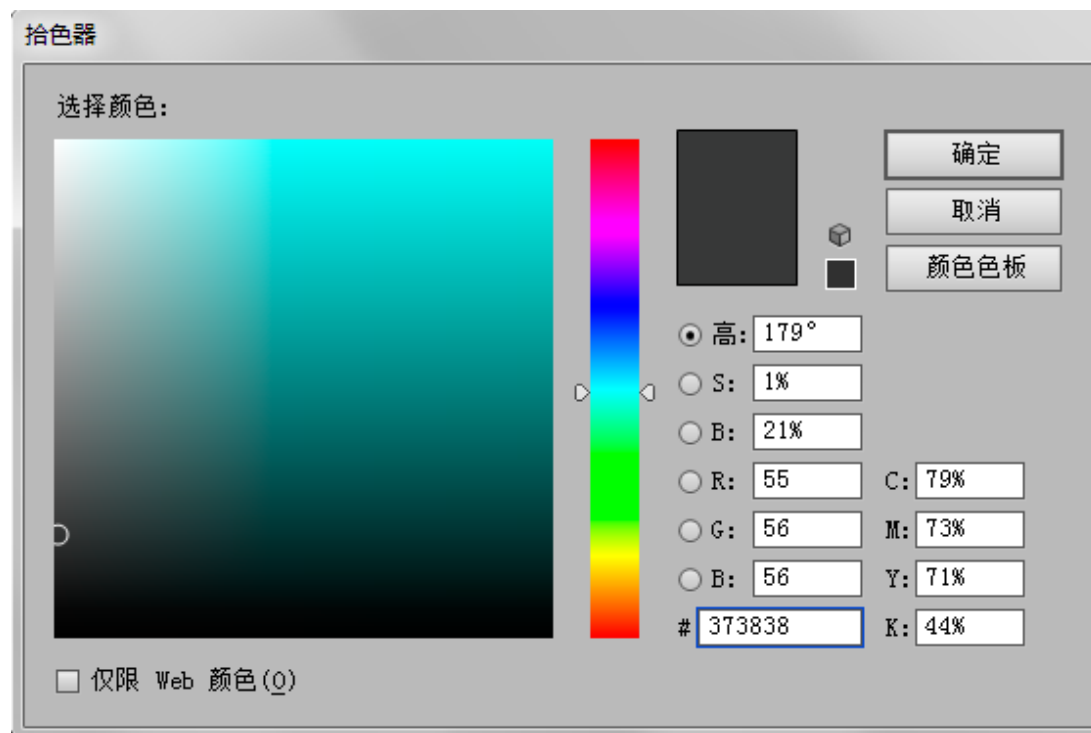 拾色器
选择颜色:
确定
取消
颜色色板
高: 179°
S: 1%
B: 21%
R: 55 C: 79%
G: 56 M: 73%
B: 56 Y: 71%
# 373838 K: 44%
仅限 Web 颜色(O)